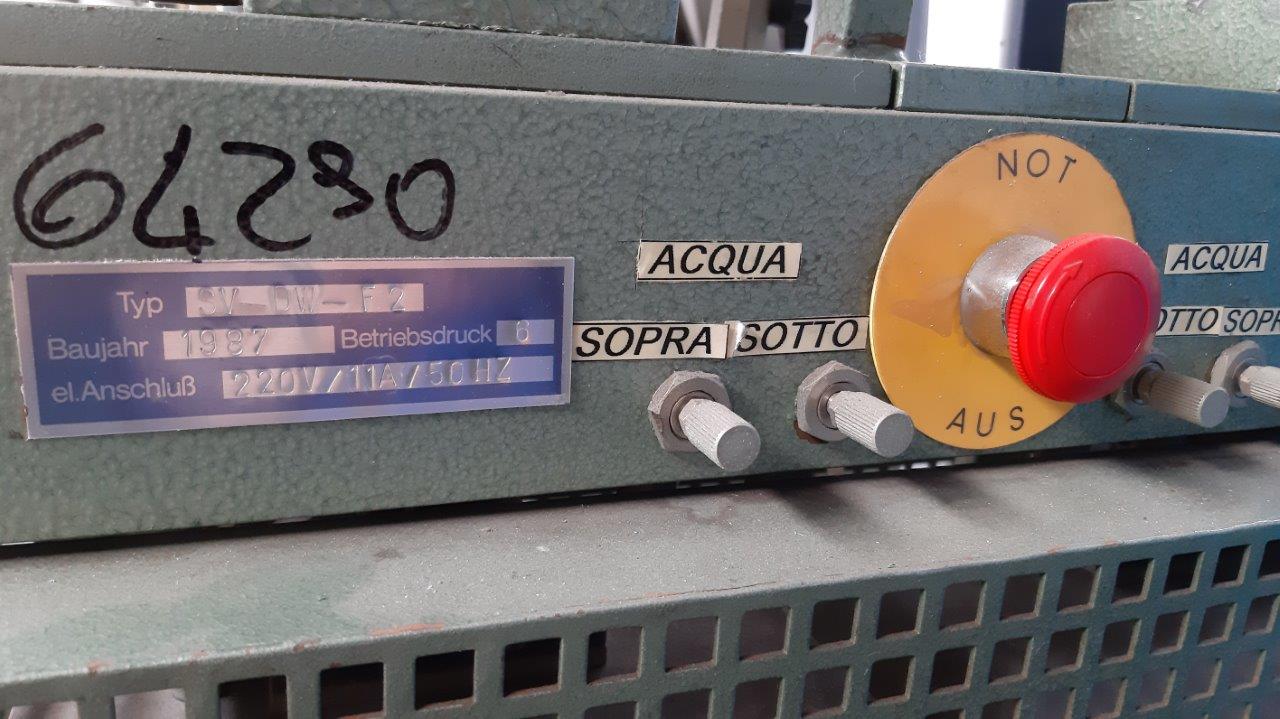 64290
Typ SV-DW-F2
Baujahr 1987 Betriebsdruck 6
el.Anschluß 220V/11A/50HZ
ACQUA
SOPRA SOTTO
NOT
AUS
ACQUA
OTTO SOPR